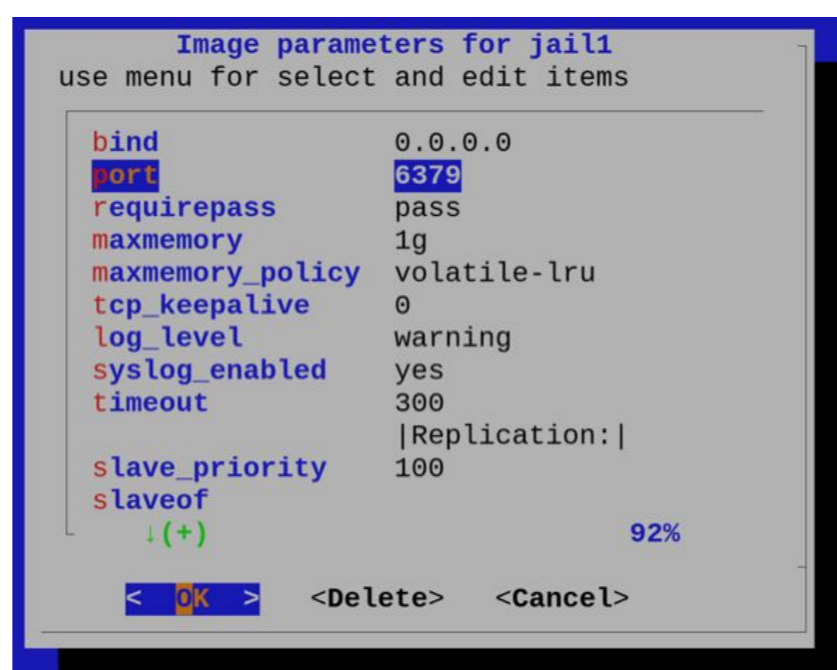 Image parameters for jail1
use menu for select and edit items
bind 0.0.0.0
port 6379
requirepass pass
maxmemory 1g
maxmemory_policy volatile-lru
tcp_keepalive 0
log_level warning
syslog_enabled yes
timeout 300
|Replication:|
slave_priority 100
slaveof
↓(+) 92%
< OK > <Delete> <Cancel>